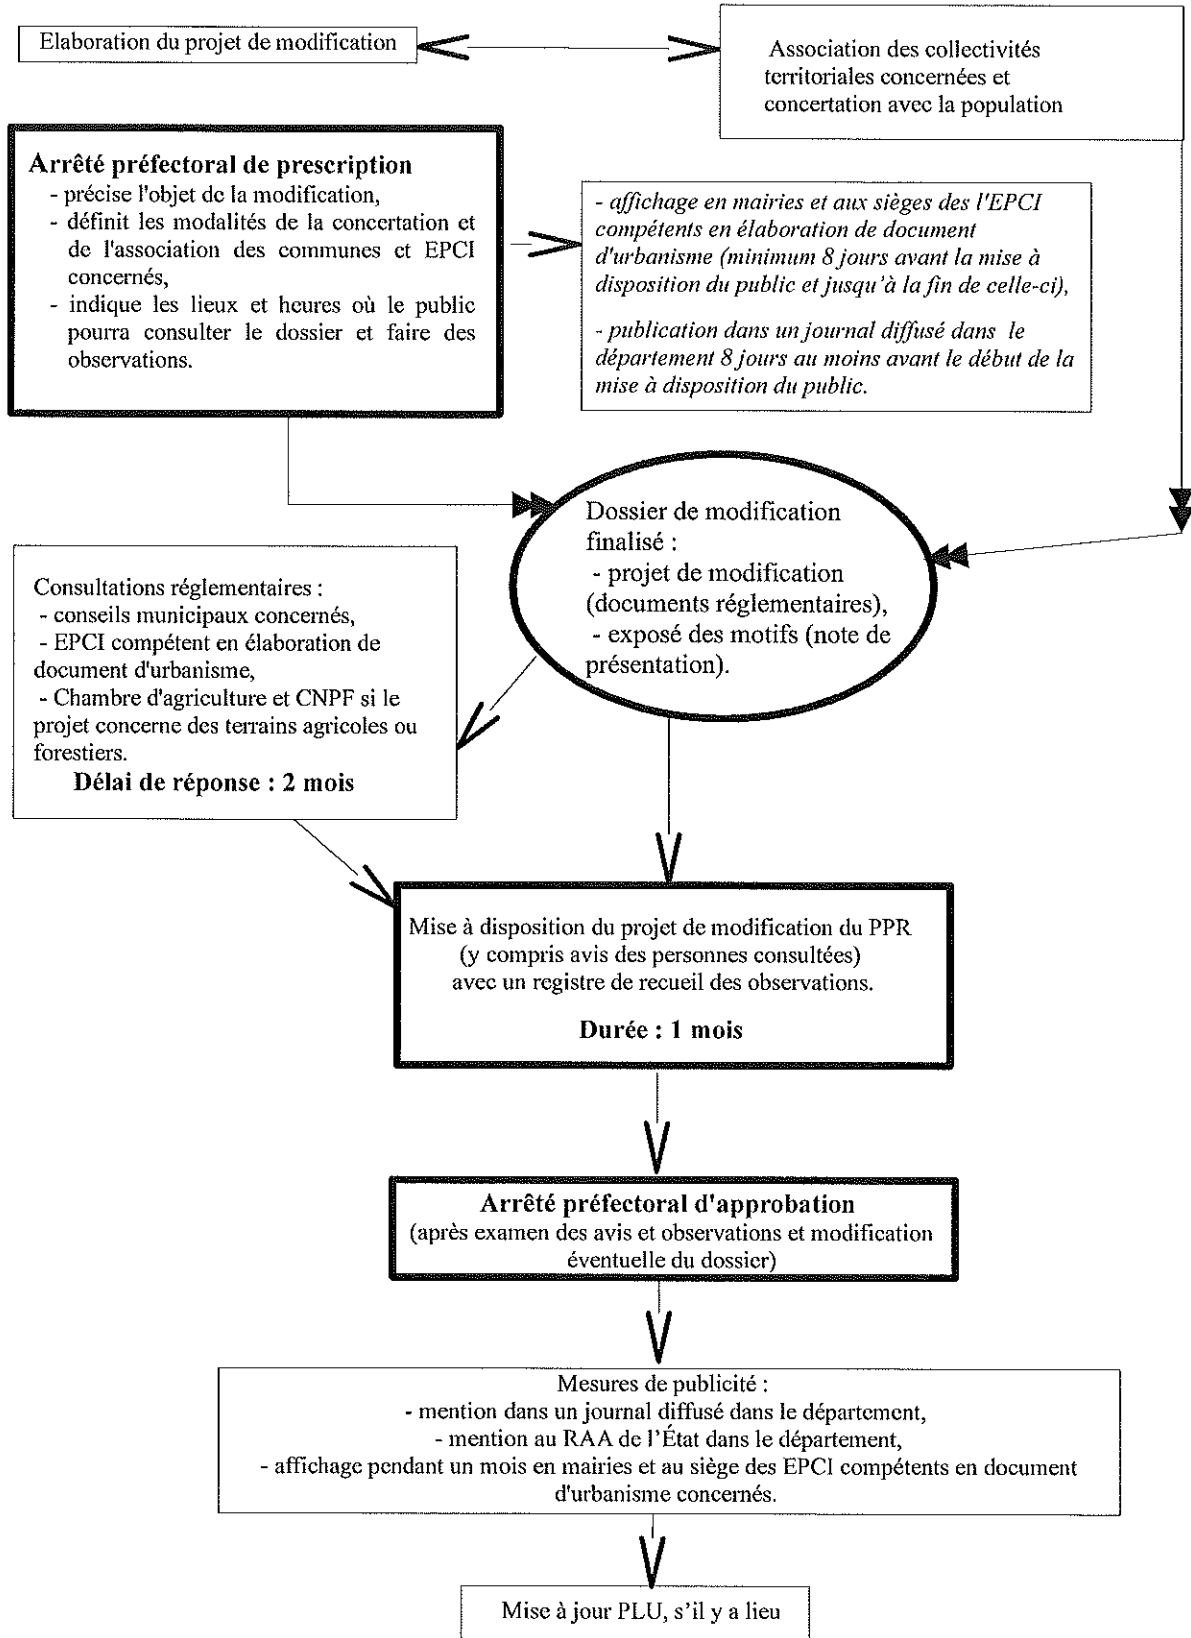 Elaboration du projet de modification
Association des collectivités
territoriales concernées et
concertation avec la population
Arrêté préfectoral de prescription
- précise l'objet de la modification,
- définit les modalités de la concertation et
de l'association des communes et EPCI
concernés,
- indique les lieux et heures où le public
pourra consulter le dossier et faire des
observations.
- affichage en mairies et aux sièges des l'EPCI
compétents en élaboration de document
d'urbanisme (minimum 8 jours avant la mise à
disposition du public et jusqu'à la fin de celle-ci),
- publication dans un journal diffusé dans le
département 8 jours au moins avant le début de la
mise à disposition du public.
Dossier de modification
finalisé :
- projet de modification
(documents réglementaires),
- exposé des motifs (note de
présentation).
Consultations réglementaires :
- conseils municipaux concernés,
- EPCI compétent en élaboration de
document d'urbanisme,
- Chambre d'agriculture et CNPF si le
projet concerne des terrains agricoles ou
forestiers.
Délai de réponse : 2 mois
Mise à disposition du projet de modification du PPR
(y compris avis des personnes consultées)
avec un registre de recueil des observations.
Durée : 1 mois
Arrêté préfectoral d'approbation
(après examen des avis et observations et modification
éventuelle du dossier)
Mesures de publicité :
- mention dans un journal diffusé dans le département,
- mention au RAA de l'État dans le département,
- affichage pendant un mois en mairies et au siège des EPCI compétents en document
d'urbanisme concernés.
Mise à jour PLU, s'il y a lieu